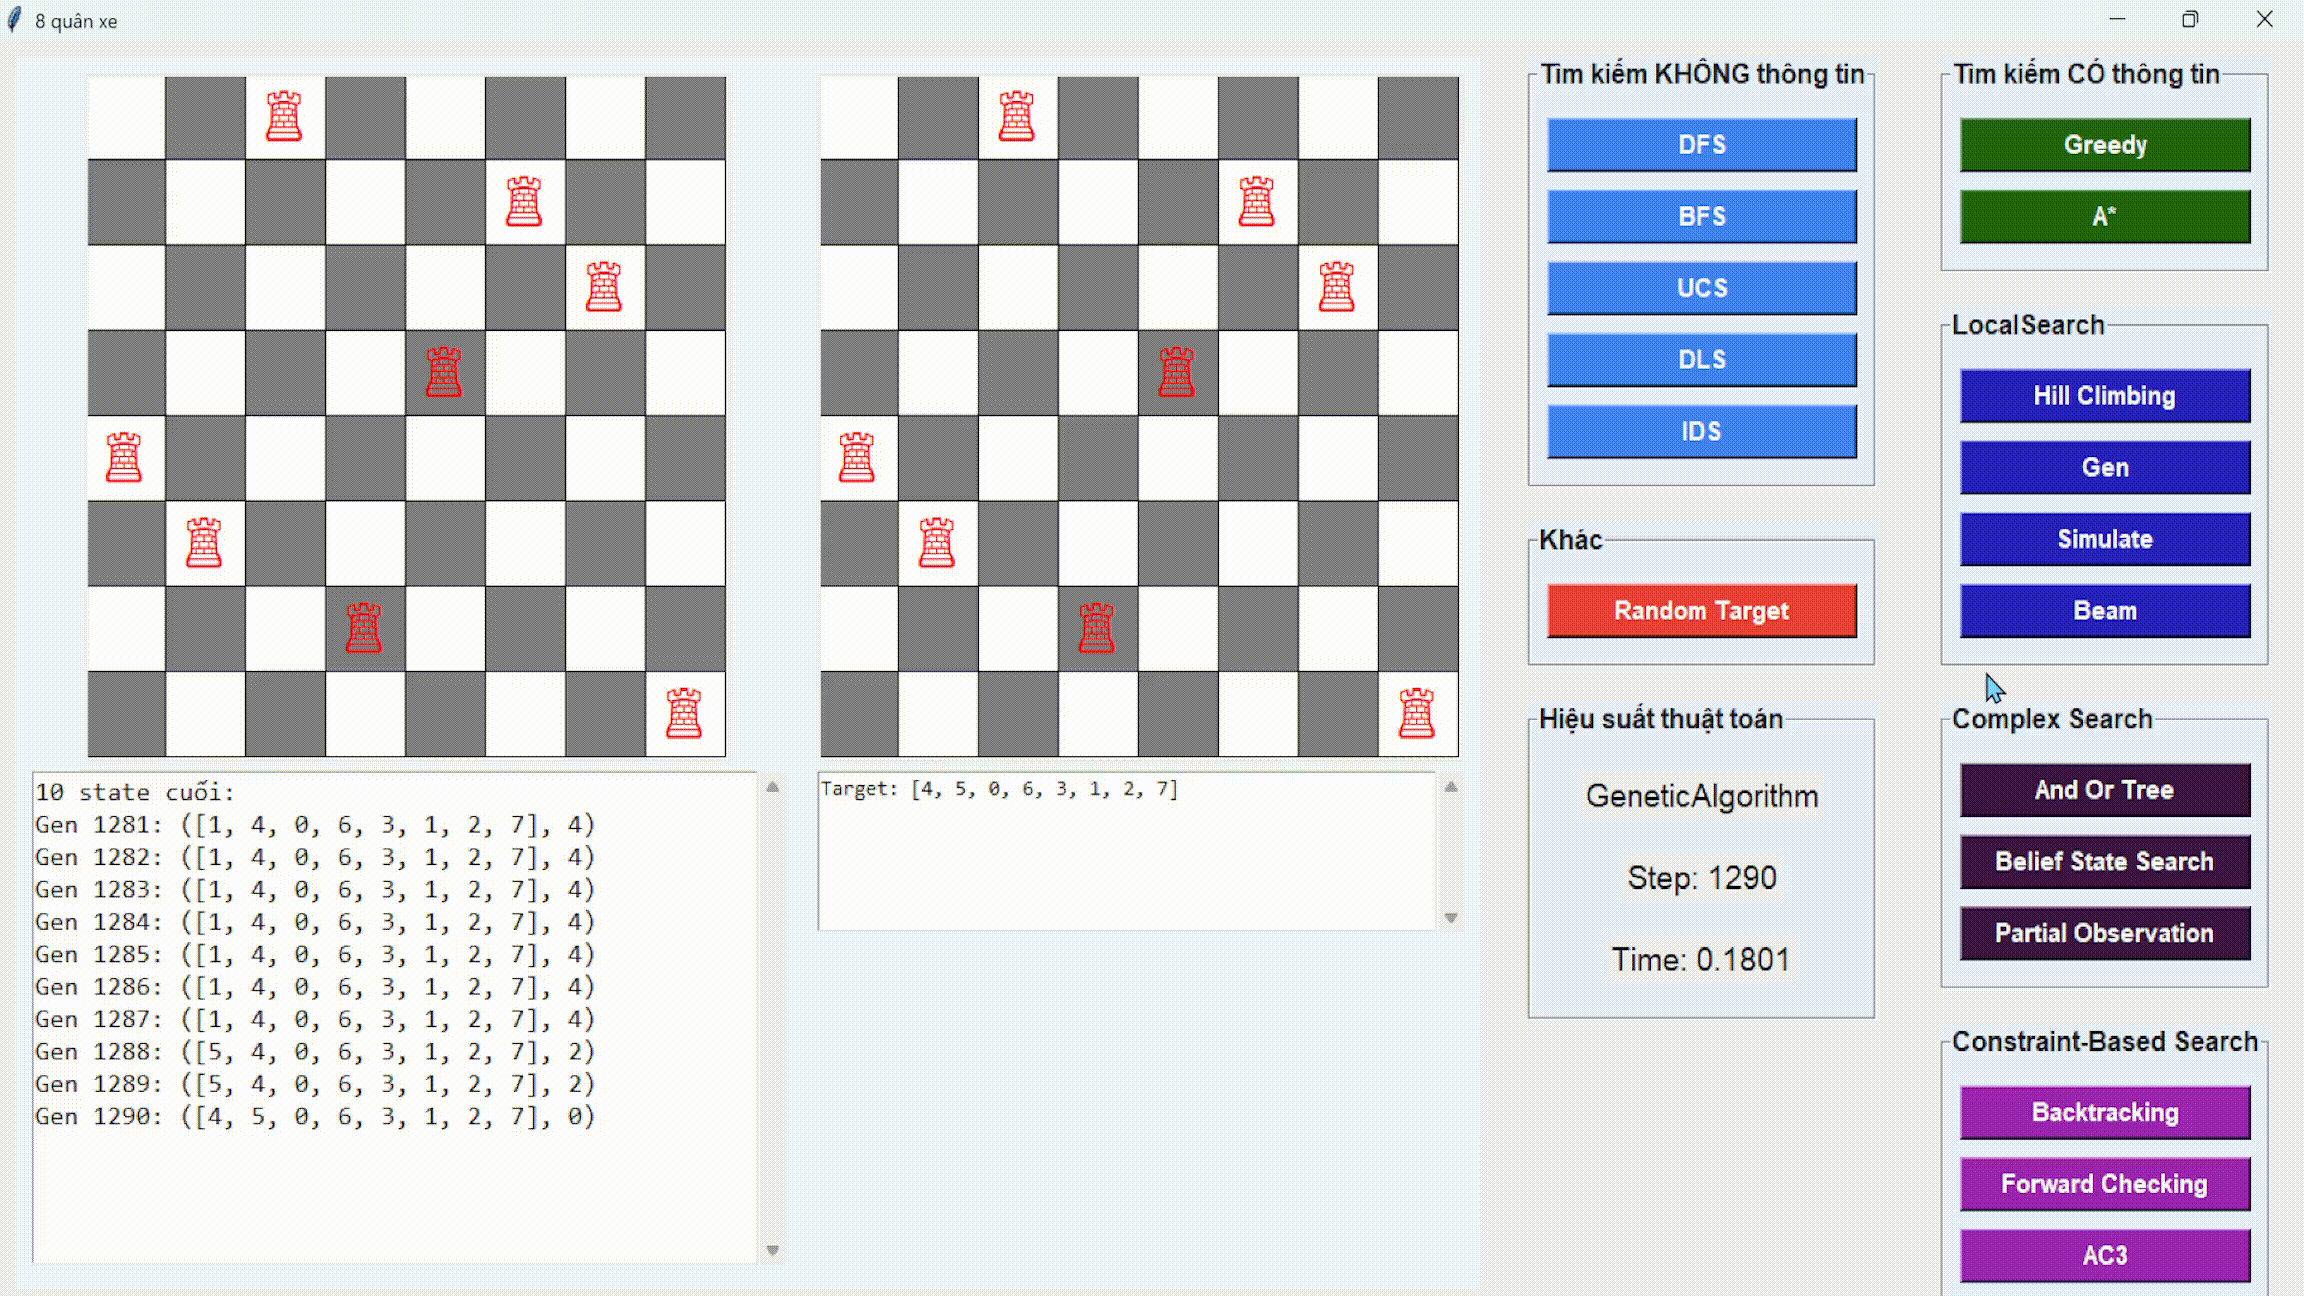 8 quân xe
10 state cuối:
Gen 1281: ([1, 4, 0, 6, 3, 1, 2, 7], 4)
Gen 1282: ([1, 4, 0, 6, 3, 1, 2, 7], 4)
Gen 1283: ([1, 4, 0, 6, 3, 1, 2, 7], 4)
Gen 1284: ([1, 4, 0, 6, 3, 1, 2, 7], 4)
Gen 1285: ([1, 4, 0, 6, 3, 1, 2, 7], 4)
Gen 1286: ([1, 4, 0, 6, 3, 1, 2, 7], 4)
Gen 1287: ([1, 4, 0, 6, 3, 1, 2, 7], 4)
Gen 1288: ([5, 4, 0, 6, 3, 1, 2, 7], 2)
Gen 1289: ([5, 4, 0, 6, 3, 1, 2, 7], 2)
Gen 1290: ([4, 5, 0, 6, 3, 1, 2, 7], 0)
Target: [4, 5, 0, 6, 3, 1, 2, 7]
Tìm kiếm KHÔNG thông tin
DFS
BFS
UCS
DLS
IDS
Khác
Random Target
Hiệu suất thuật toán
GeneticAlgorithm
Step: 1290
Time: 0.1801
Tìm kiếm CÓ thông tin
Greedy
A*
LocalSearch
Hill Climbing
Gen
Simulate
Beam
Complex Search
And Or Tree
Belief State Search
Partial Observation
Constraint-Based Search
Backtracking
Forward Checking
AC3